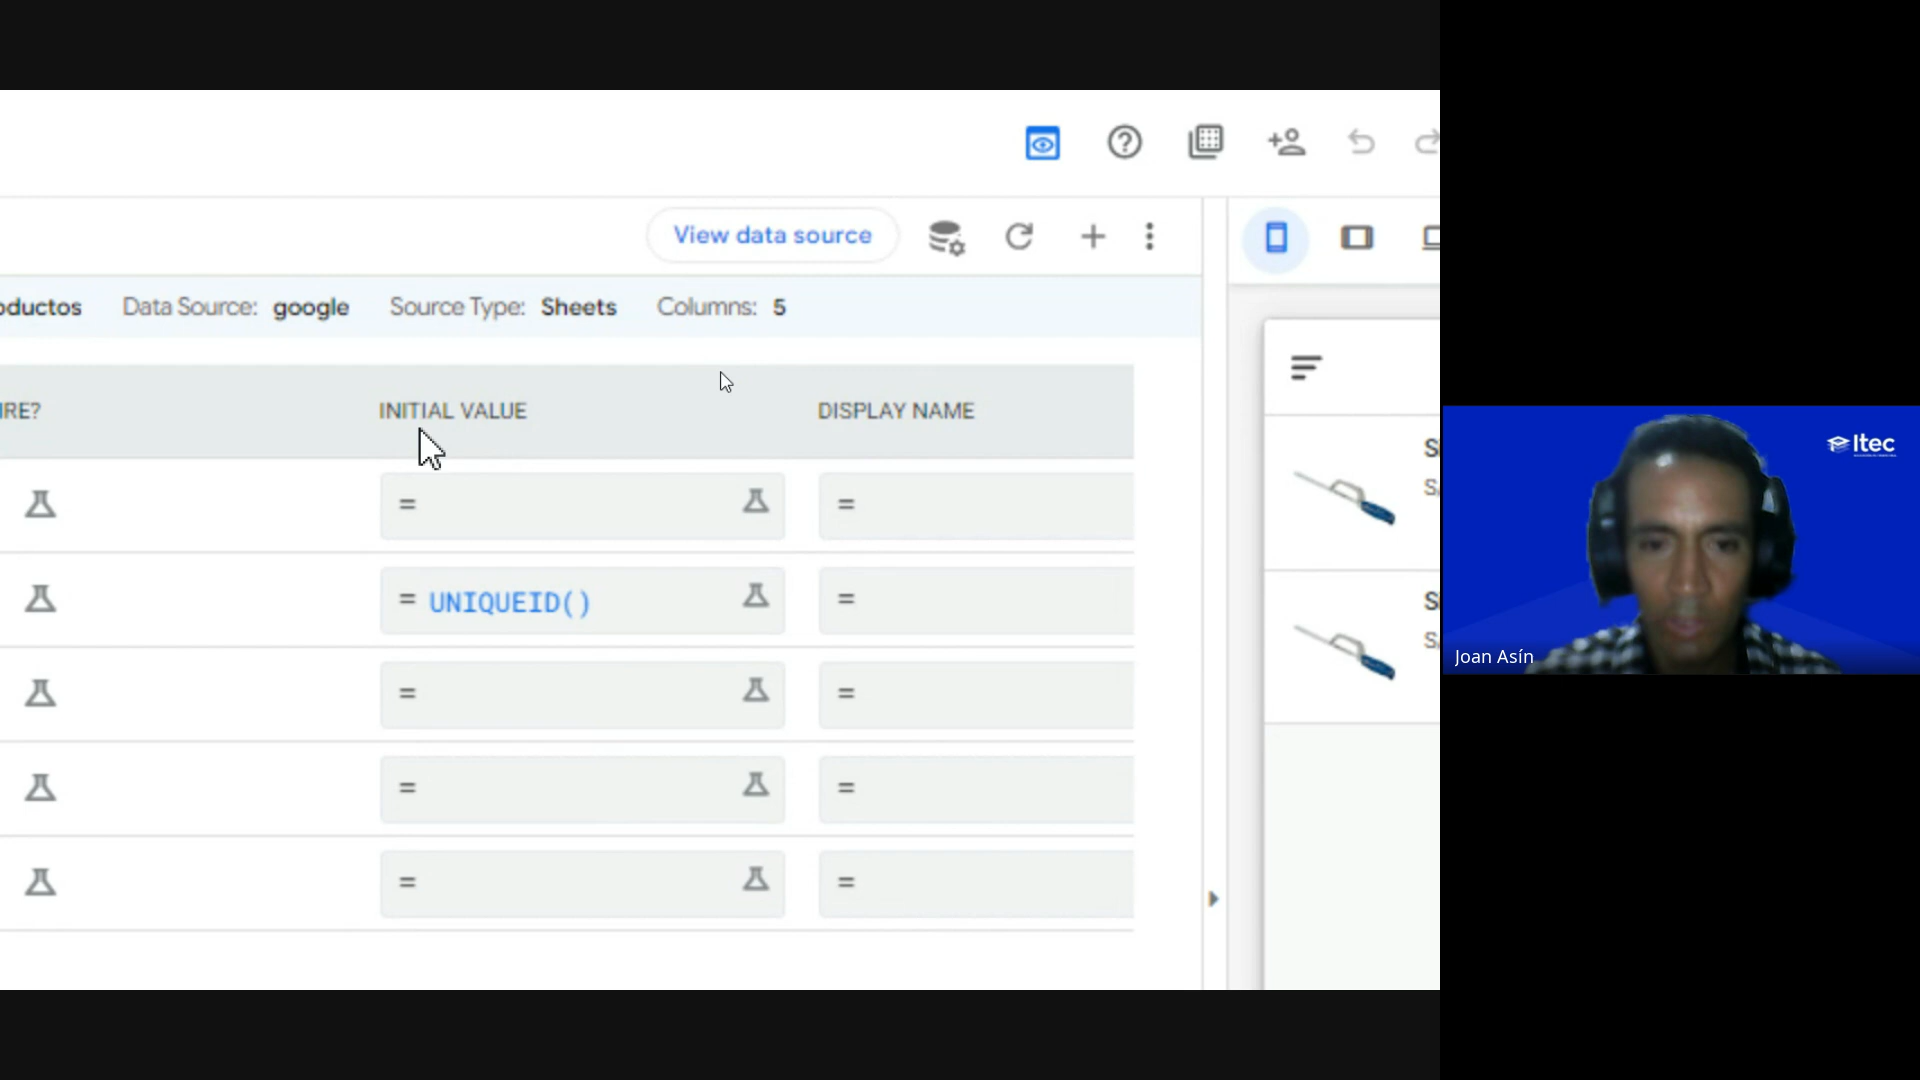 View data source
oductos Data Source: google Source Type: Sheets Columns: 5
IRE? INITIAL VALUE DISPLAY NAME
= =
= UNIQUEID() =
= =
= =
= =
S
S
S
S
Itec
Joan Asín